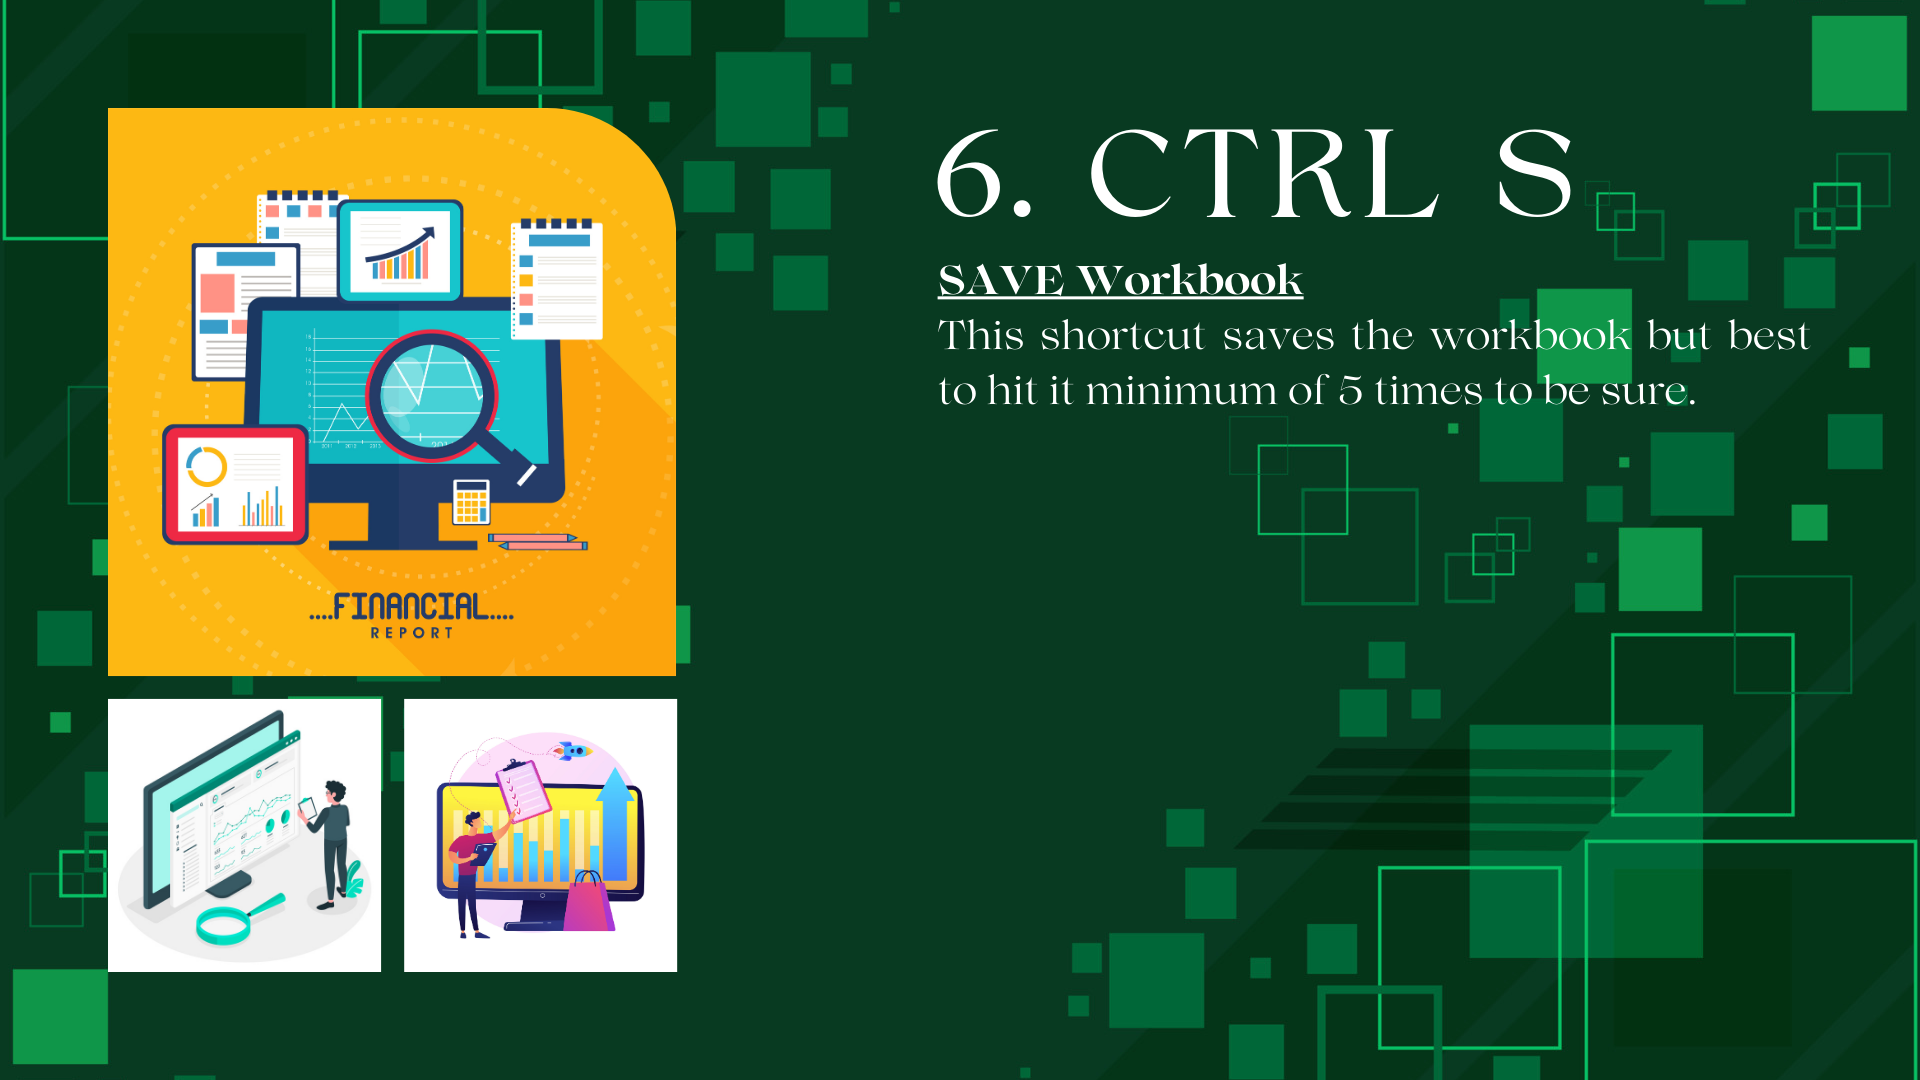 6. CTRL S
SAVE Workbook
This shortcut saves the workbook but best
to hit it minimum of 5 times to be sure.
....FINANCIAL....
REPORT